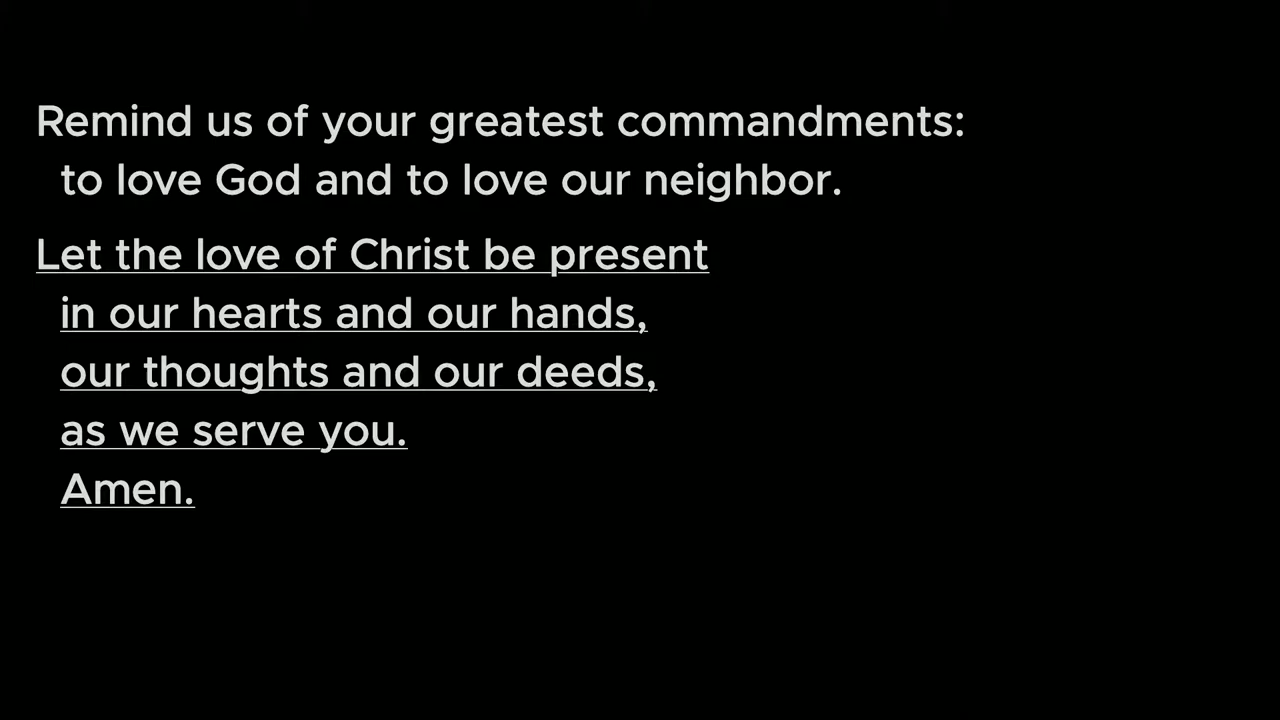 Remind us of your greatest commandments:
to love God and to love our neighbor.
Let the love of Christ be present
in our hearts and our hands,
our thoughts and our deeds,
as we serve you.
Amen.